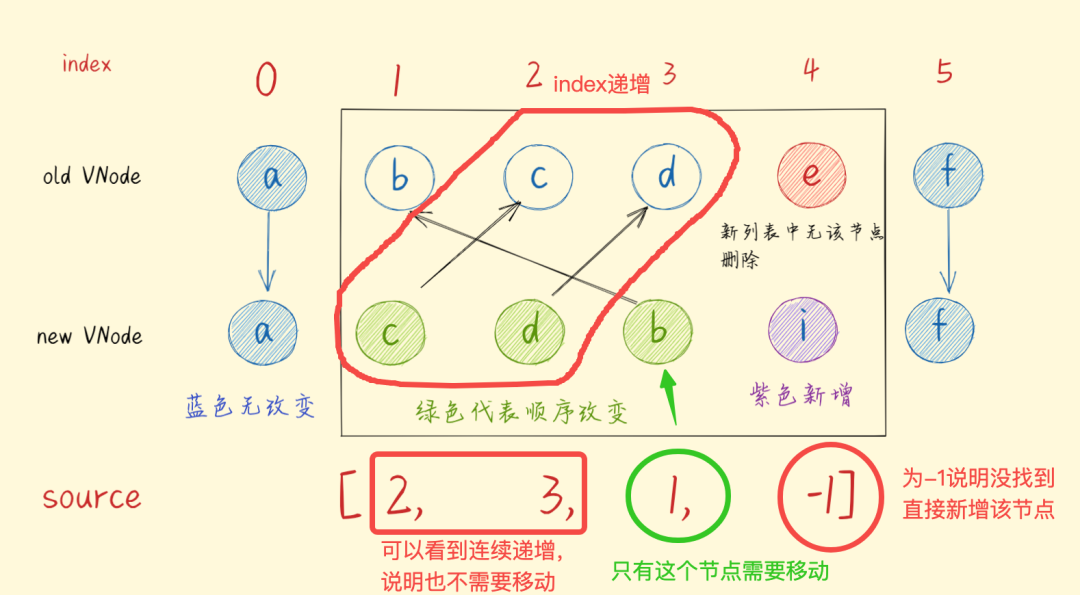 index 0 1 2 index递增 3 4 5
old VNode a b c d e f
新列表中无该节点
删除
new VNode a c d b i f
蓝色无改变 绿色代表顺序改变 紫色新增
source [ 2, 3, 1, -1]
为-1说明没找到
直接新增该节点
可以看到连续递增,
说明也不需要移动
只有这个节点需要移动